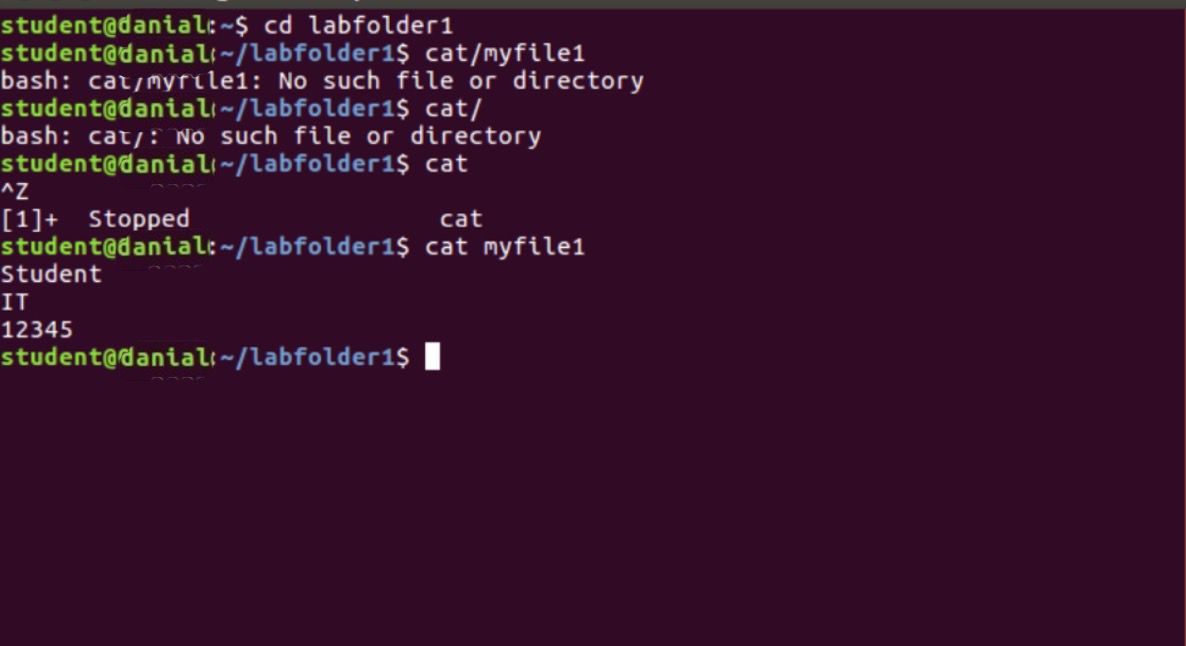 student@danial:~$ cd labfolder1
student@danial:~/labfolder1$ cat/myfile1
bash: cat/myfile1: No such file or directory
student@danial:~/labfolder1$ cat/
bash: cat/: No such file or directory
student@danial:~/labfolder1$ cat
^Z
[1]+  Stopped                 cat
student@danial:~/labfolder1$ cat myfile1
Student
IT
12345
student@danial:~/labfolder1$